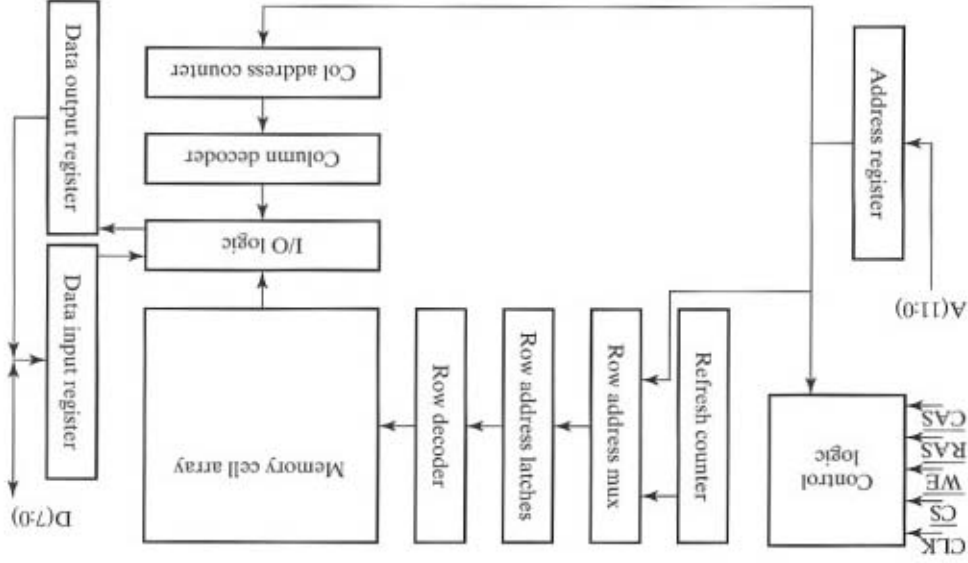 CLK
CS
WE
RAS
CAS
Control
logic
Refresh counter
Row address mux
Row address latches
Row decoder
Memory cell array
D(7:0)
A(11:0)
Address register
I/O logic
Column decoder
Col address counter
Data input register
Data output register